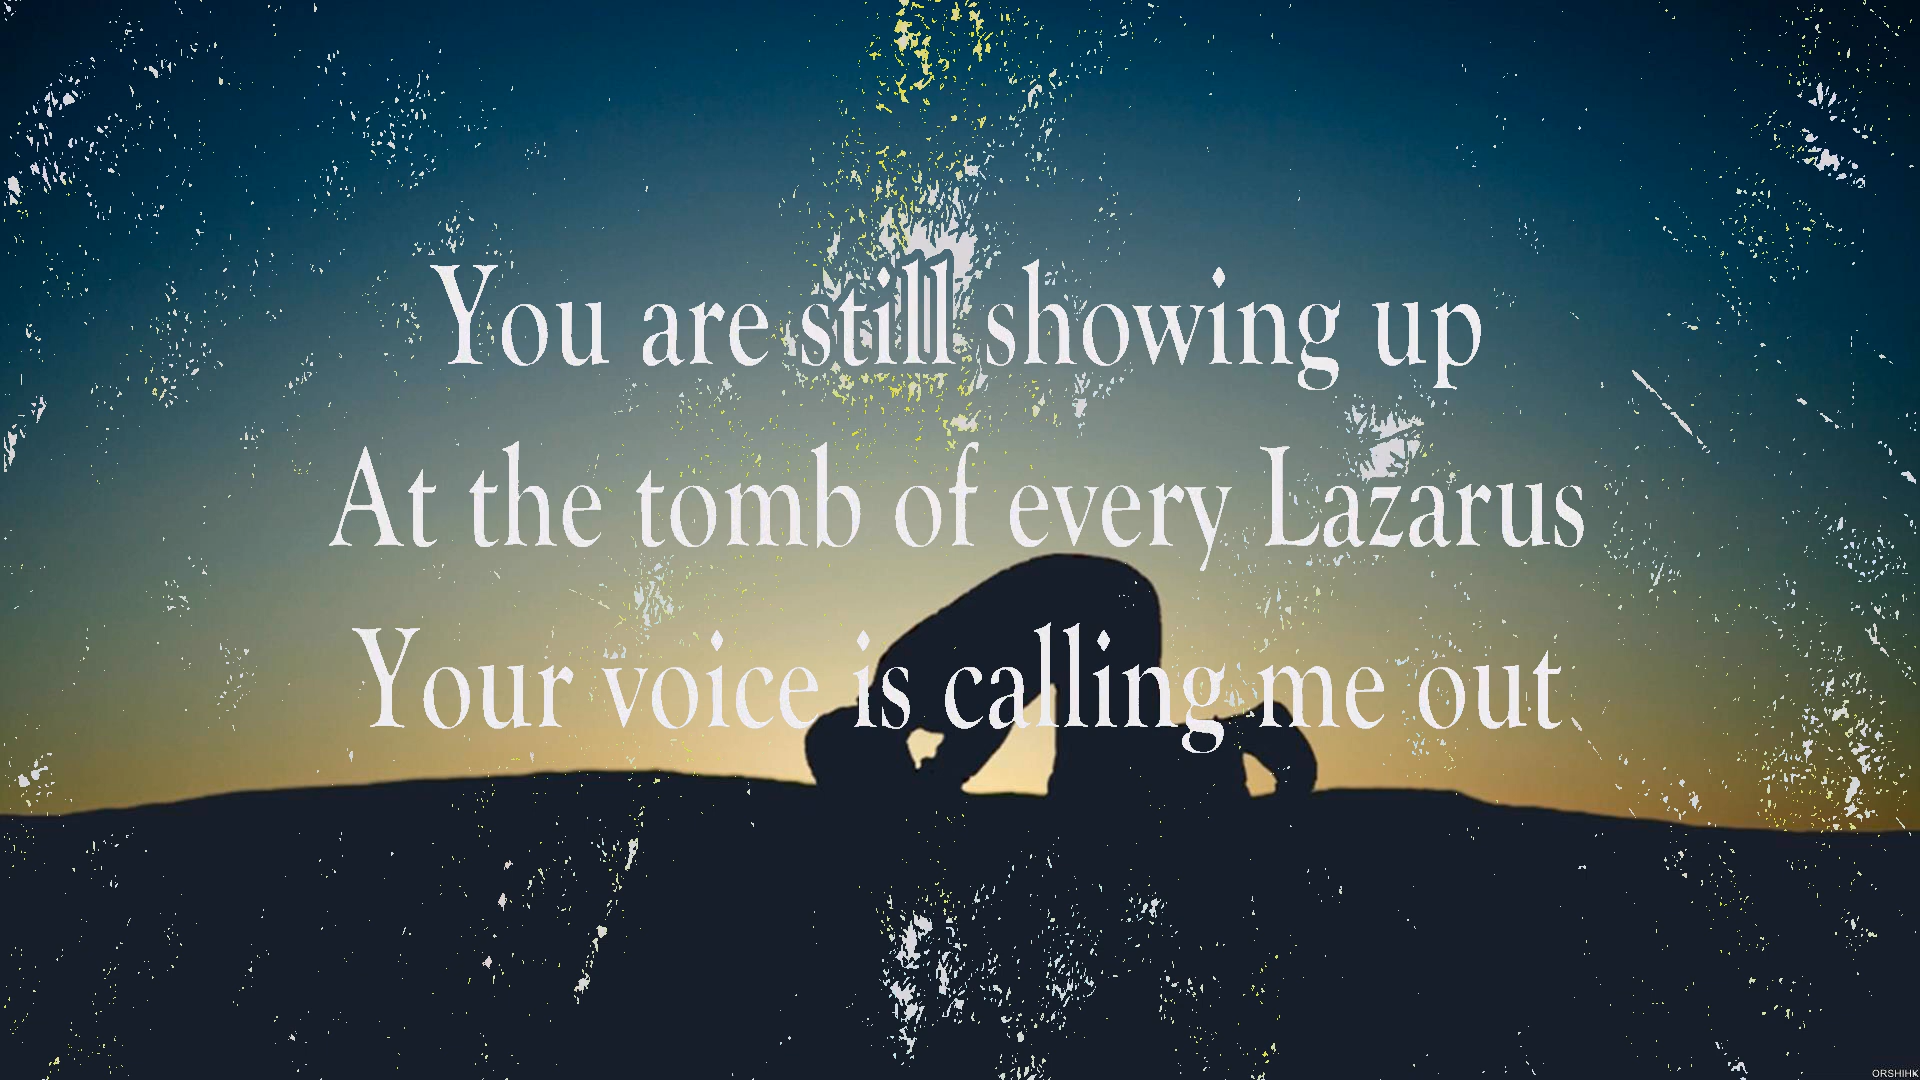 You are still showing up
At the tomb of every Lazarus
Your voice is calling me out
ORSHIHK